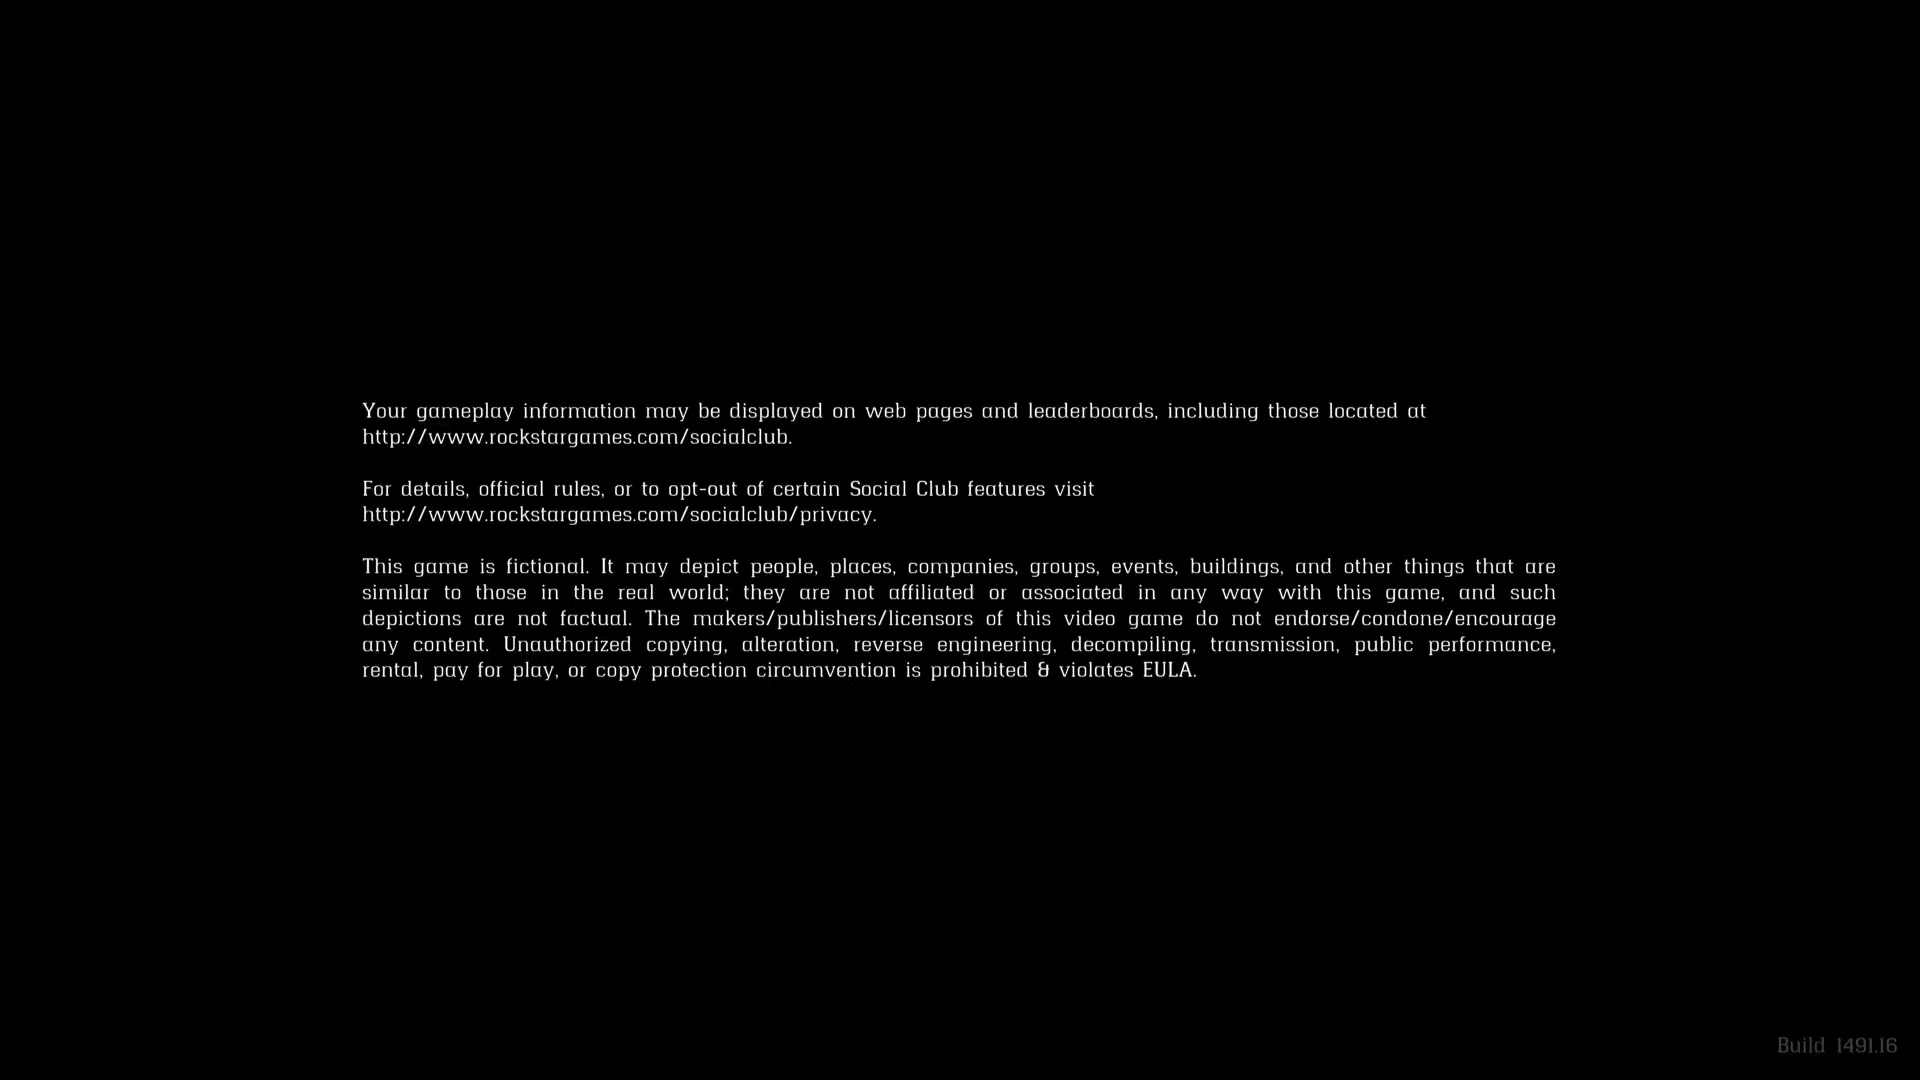 Your gameplay information may be displayed on web pages and leaderboards, including those located at
http://www.rockstargames.com/socialclub.
For details, official rules, or to opt-out of certain Social Club features visit
http://www.rockstargames.com/socialclub/privacy.
This game is fictional. It may depict people, places, companies, groups, events, buildings, and other things that are
similar to those in the real world; they are not affiliated or associated in any way with this game, and such
depictions are not factual. The makers/publishers/licensors of this video game do not endorse/condone/encourage
any content. Unauthorized copying, alteration, reverse engineering, decompiling, transmission, public performance,
rental, pay for play, or copy protection circumvention is prohibited & violates EULA.
Build 1491.16